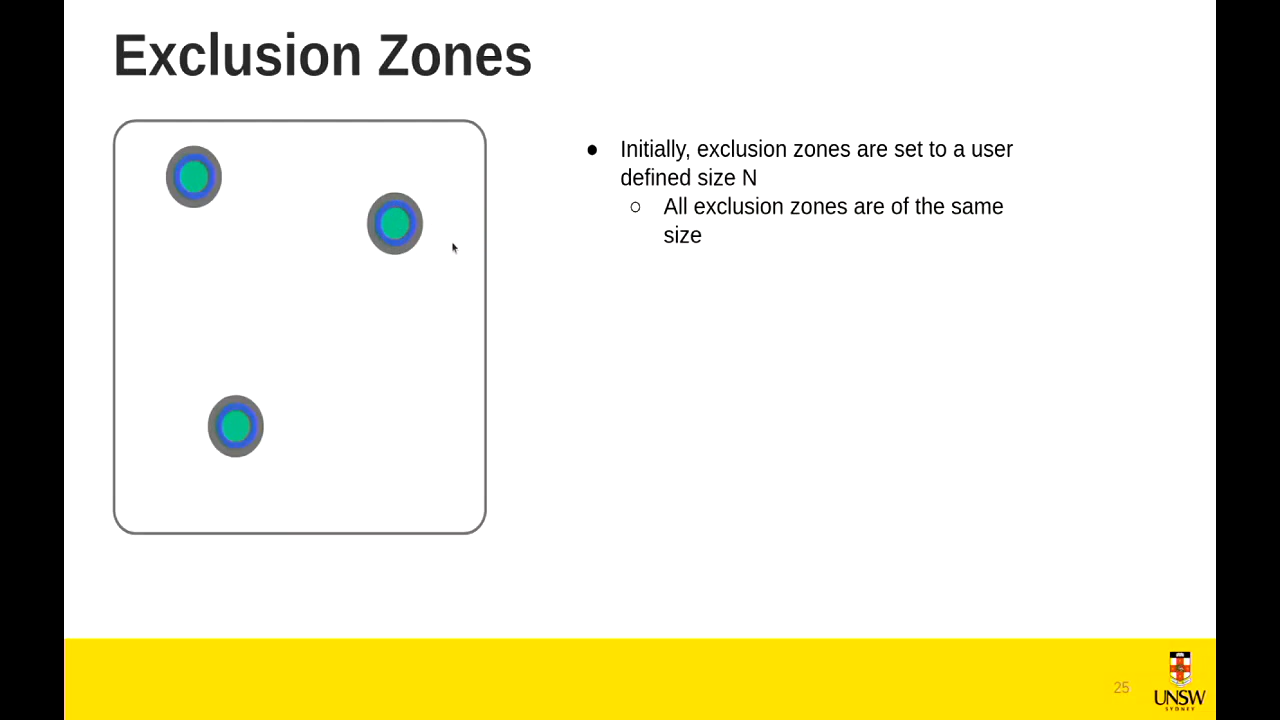 Exclusion Zones
● Initially, exclusion zones are set to a user
defined size N
○ All exclusion zones are of the same
size
25
UNSW
SYDNEY